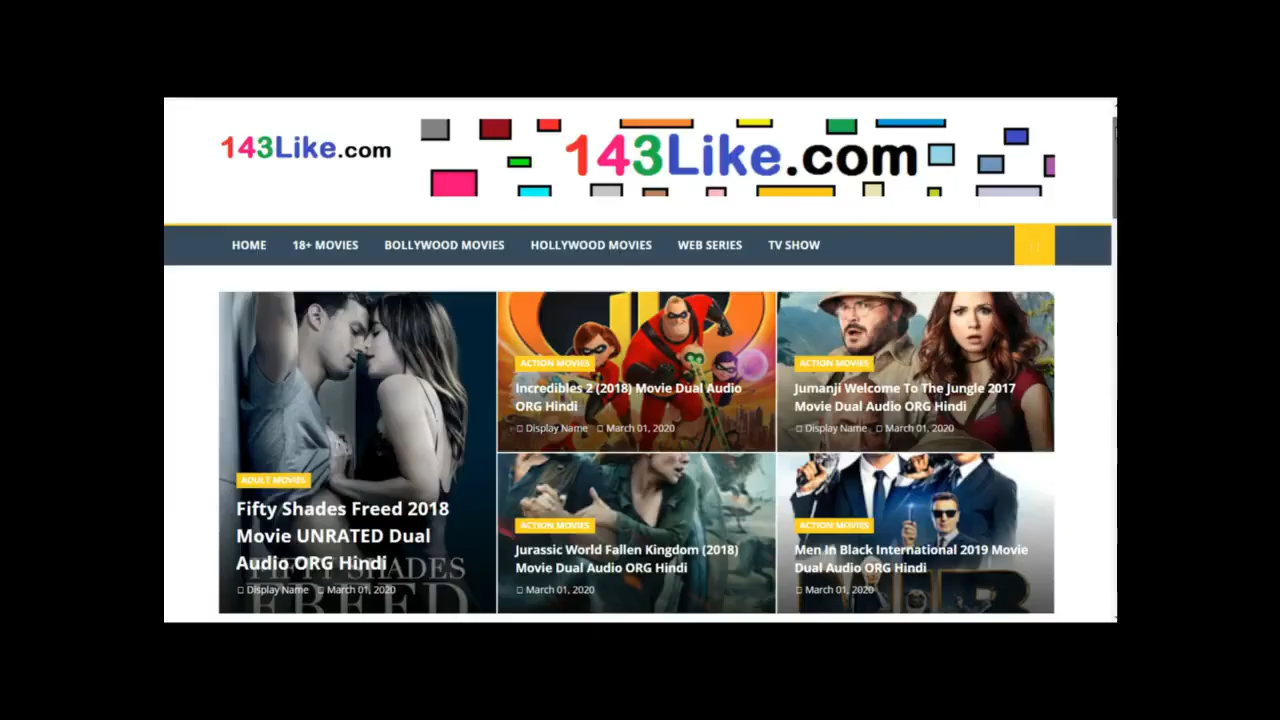 143Like.com
143Like.com
HOME 18+ MOVIES BOLLYWOOD MOVIES HOLLYWOOD MOVIES WEB SERIES TV SHOW
ADULT MOVIES
Fifty Shades Freed 2018
Movie UNRATED Dual
Audio ORG Hindi
Display Name March 01, 2020
FIFTY SHADES
FREED
ACTION MOVIES
Incredibles 2 (2018) Movie Dual Audio
ORG Hindi
Display Name March 01, 2020
ACTION MOVIES
Jumanji Welcome To The Jungle 2017
Movie Dual Audio ORG Hindi
Display Name March 01, 2020
ACTION MOVIES
Jurassic World Fallen Kingdom (2018)
Movie Dual Audio ORG Hindi
March 01, 2020
ACTION MOVIES
Men In Black International 2019 Movie
Dual Audio ORG Hindi
March 01, 2020